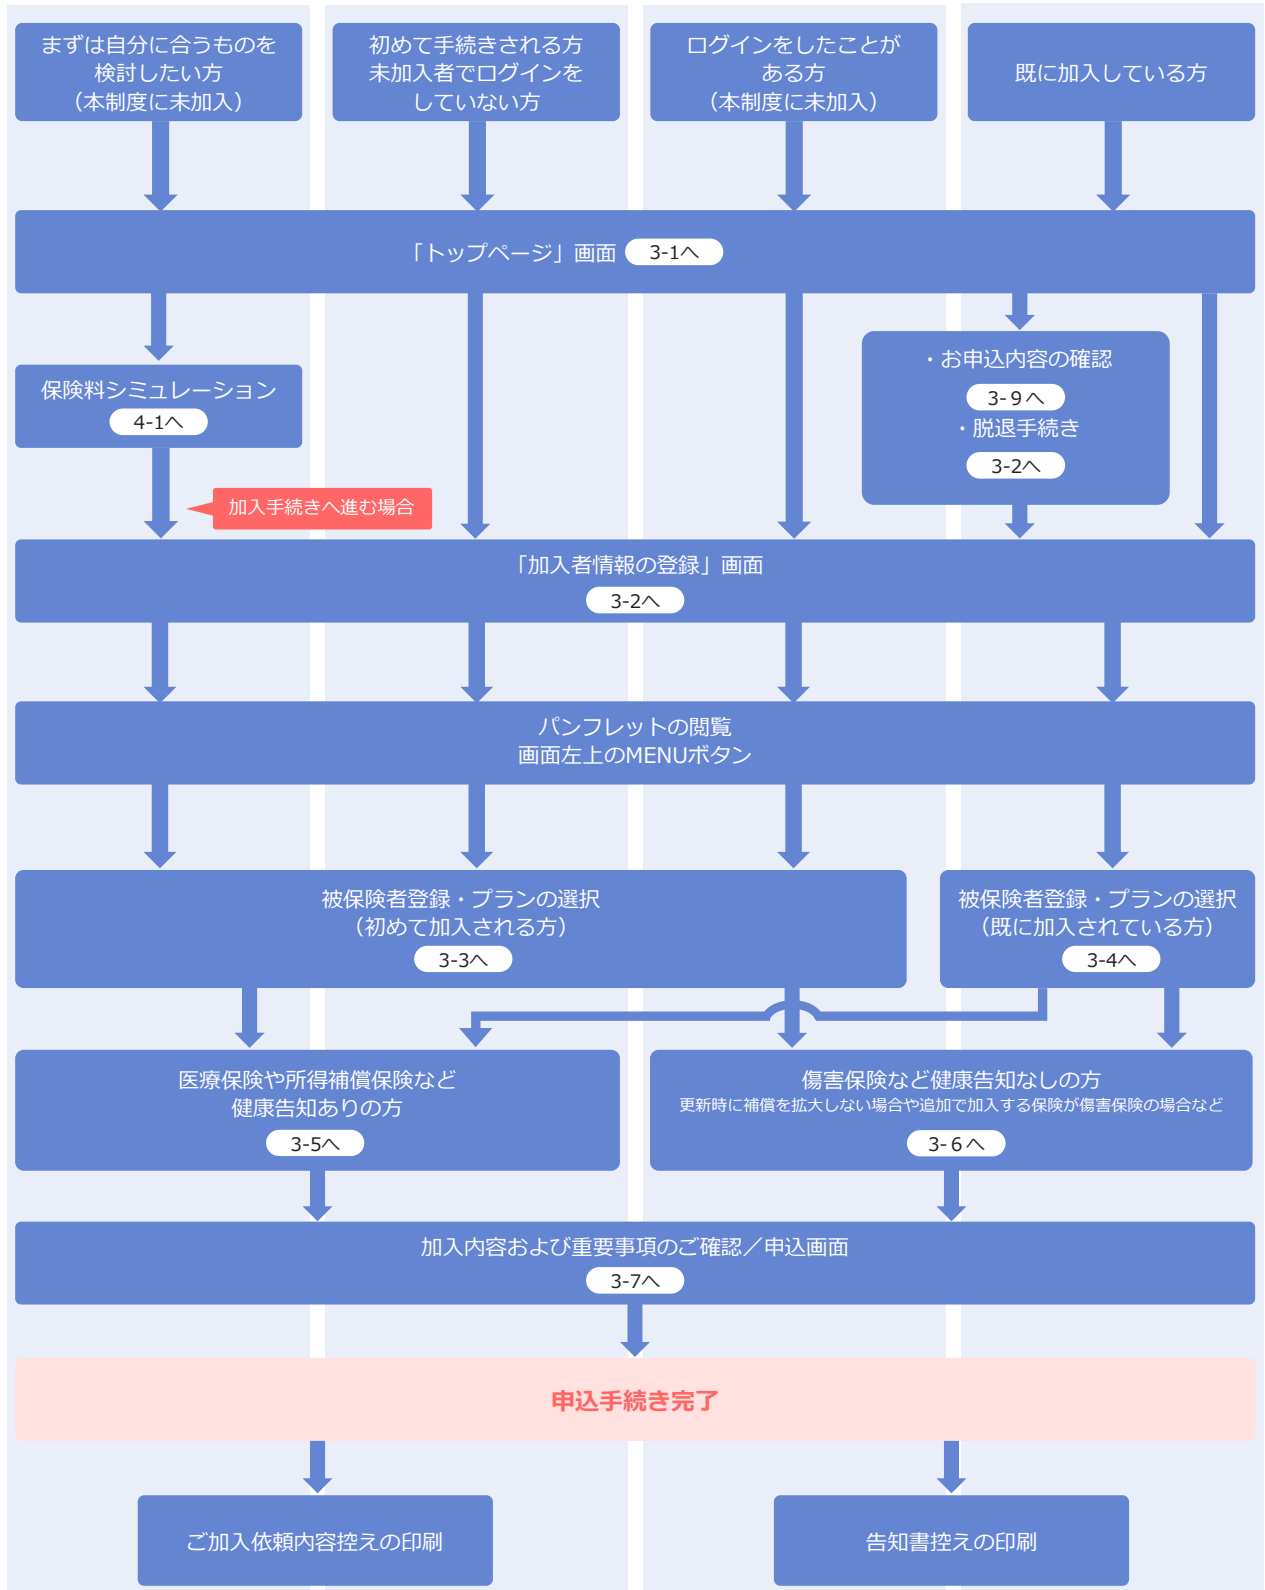 まずは自分に合うものを
検討したい方
（本制度に未加入）
初めて手続きされる方
未加入者でログインを
していない方
ログインをしたことが
ある方
（本制度に未加入）
既に加入している方
「トップページ」画面 3-1へ
保険料シミュレーション
4-1へ
・お申込内容の確認
3-９へ
・脱退手続き
3-2へ
加入手続きへ進む場合
「加入者情報の登録」画面
3-2へ
パンフレットの閲覧
画面左上のMENUボタン
被保険者登録・プランの選択
（初めて加入される方）
3-3へ
被保険者登録・プランの選択
（既に加入されている方）
3-4へ
医療保険や所得補償保険など
健康告知ありの方
3-5へ
傷害保険など健康告知なしの方
更新時に補償を拡大しない場合や追加で加入する保険が傷害保険の場合など
3-６へ
加入内容および重要事項のご確認／申込画面
3-7へ
申込手続き完了
ご加入依頼内容控えの印刷
告知書控えの印刷